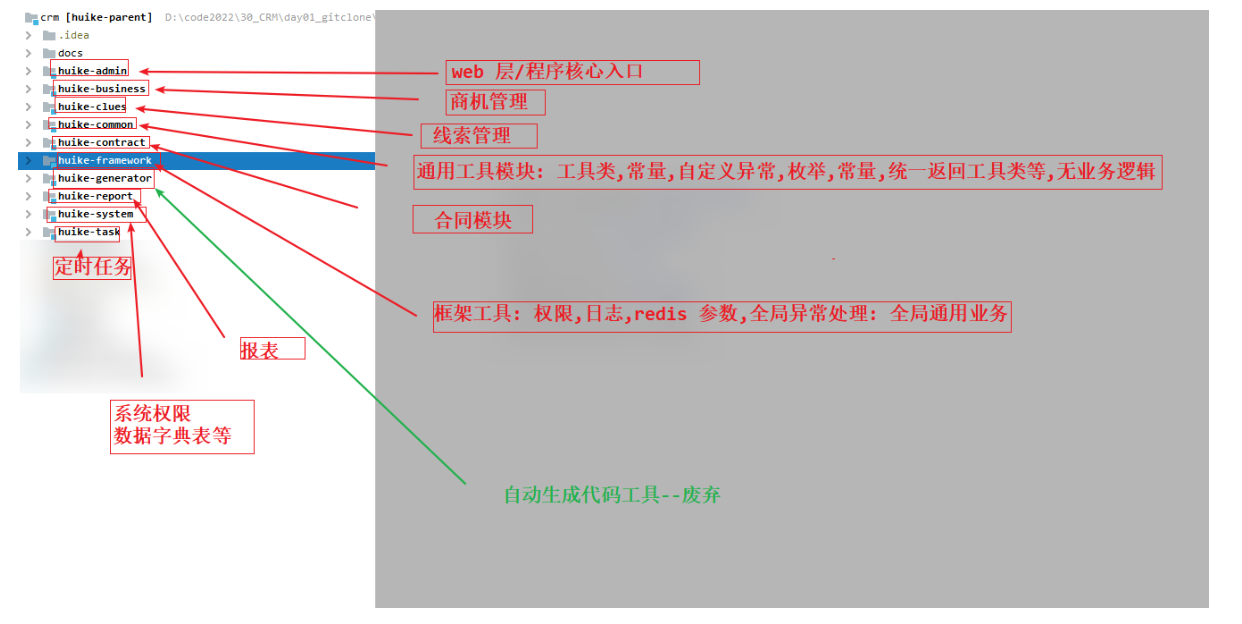 crm [huike-parent] D:\code2022\30_CRM\day01_gitclone\
.idea
docs
huike-admin
web 层/程序核心入口
huike-business
商机管理
huike-clues
线索管理
huike-common
huike-contract
huike-framework
通用工具模块: 工具类,常量,自定义异常,枚举,常量,统一返回工具类等,无业务逻辑
huike-generator
huike-report
huike-system
合同模块
huike-task
定时任务
框架工具: 权限,日志,redis 参数,全局异常处理: 全局通用业务
报表
系统权限
数据字典表等
自动生成代码工具--废弃